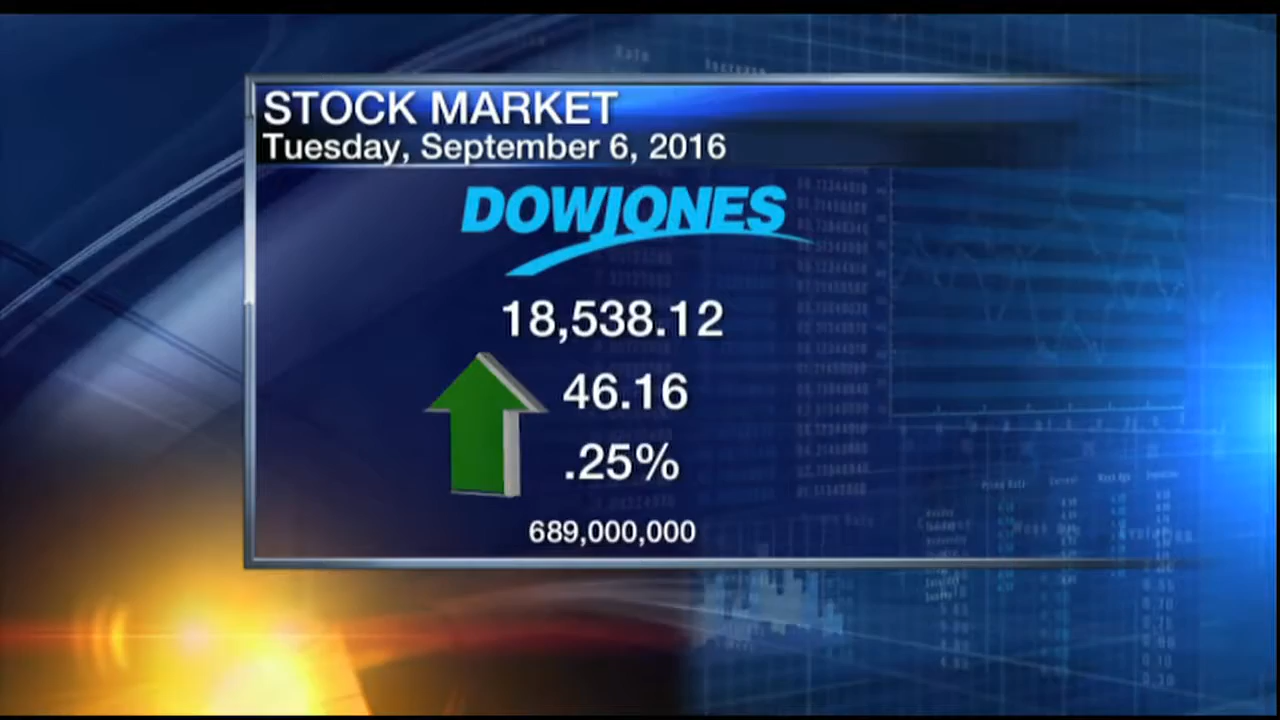 STOCK MARKET
Tuesday, September 6, 2016
DOWJONES
18,538.12
46.16
.25%
689,000,000